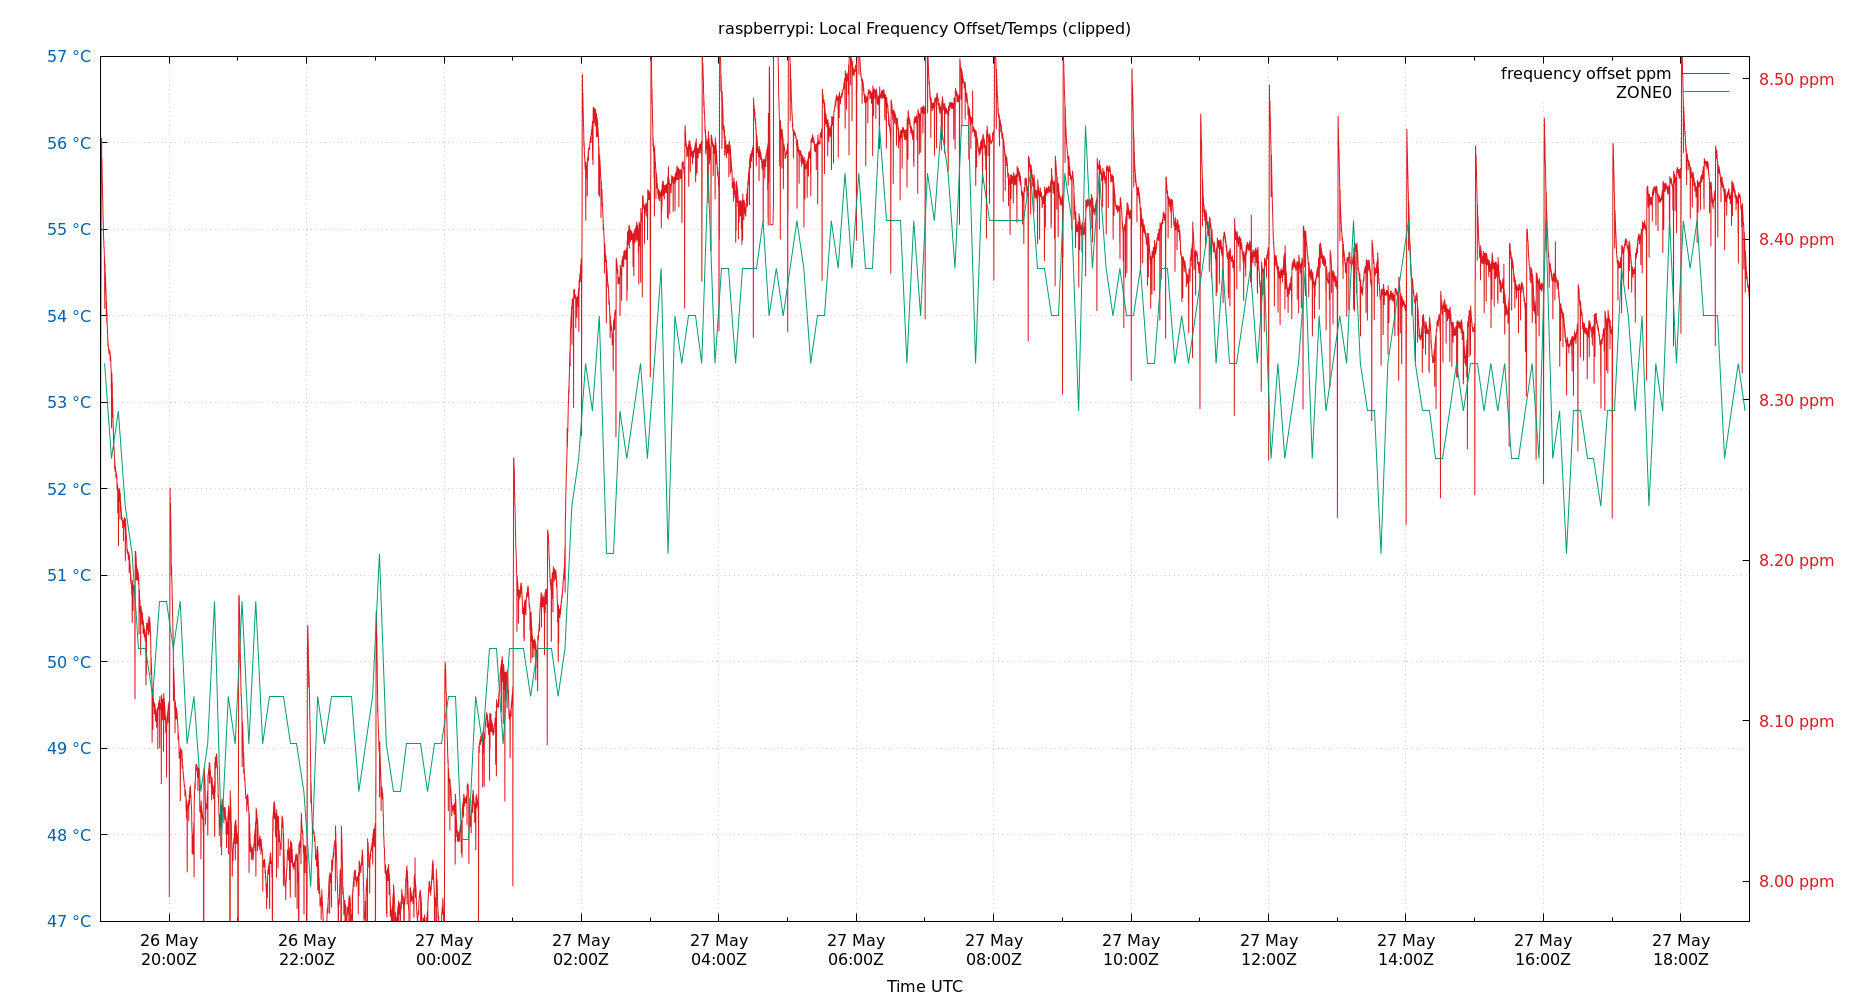 raspberrypi: Local Frequency Offset/Temps (clipped)
frequency offset ppm
ZONE0
57 °C
56 °C
55 °C
54 °C
53 °C
52 °C
51 °C
50 °C
49 °C
48 °C
47 °C
8.50 ppm
8.40 ppm
8.30 ppm
8.20 ppm
8.10 ppm
8.00 ppm
26 May
20:00Z
26 May
22:00Z
27 May
00:00Z
27 May
02:00Z
27 May
04:00Z
27 May
06:00Z
27 May
08:00Z
27 May
10:00Z
27 May
12:00Z
27 May
14:00Z
27 May
16:00Z
27 May
18:00Z
Time UTC